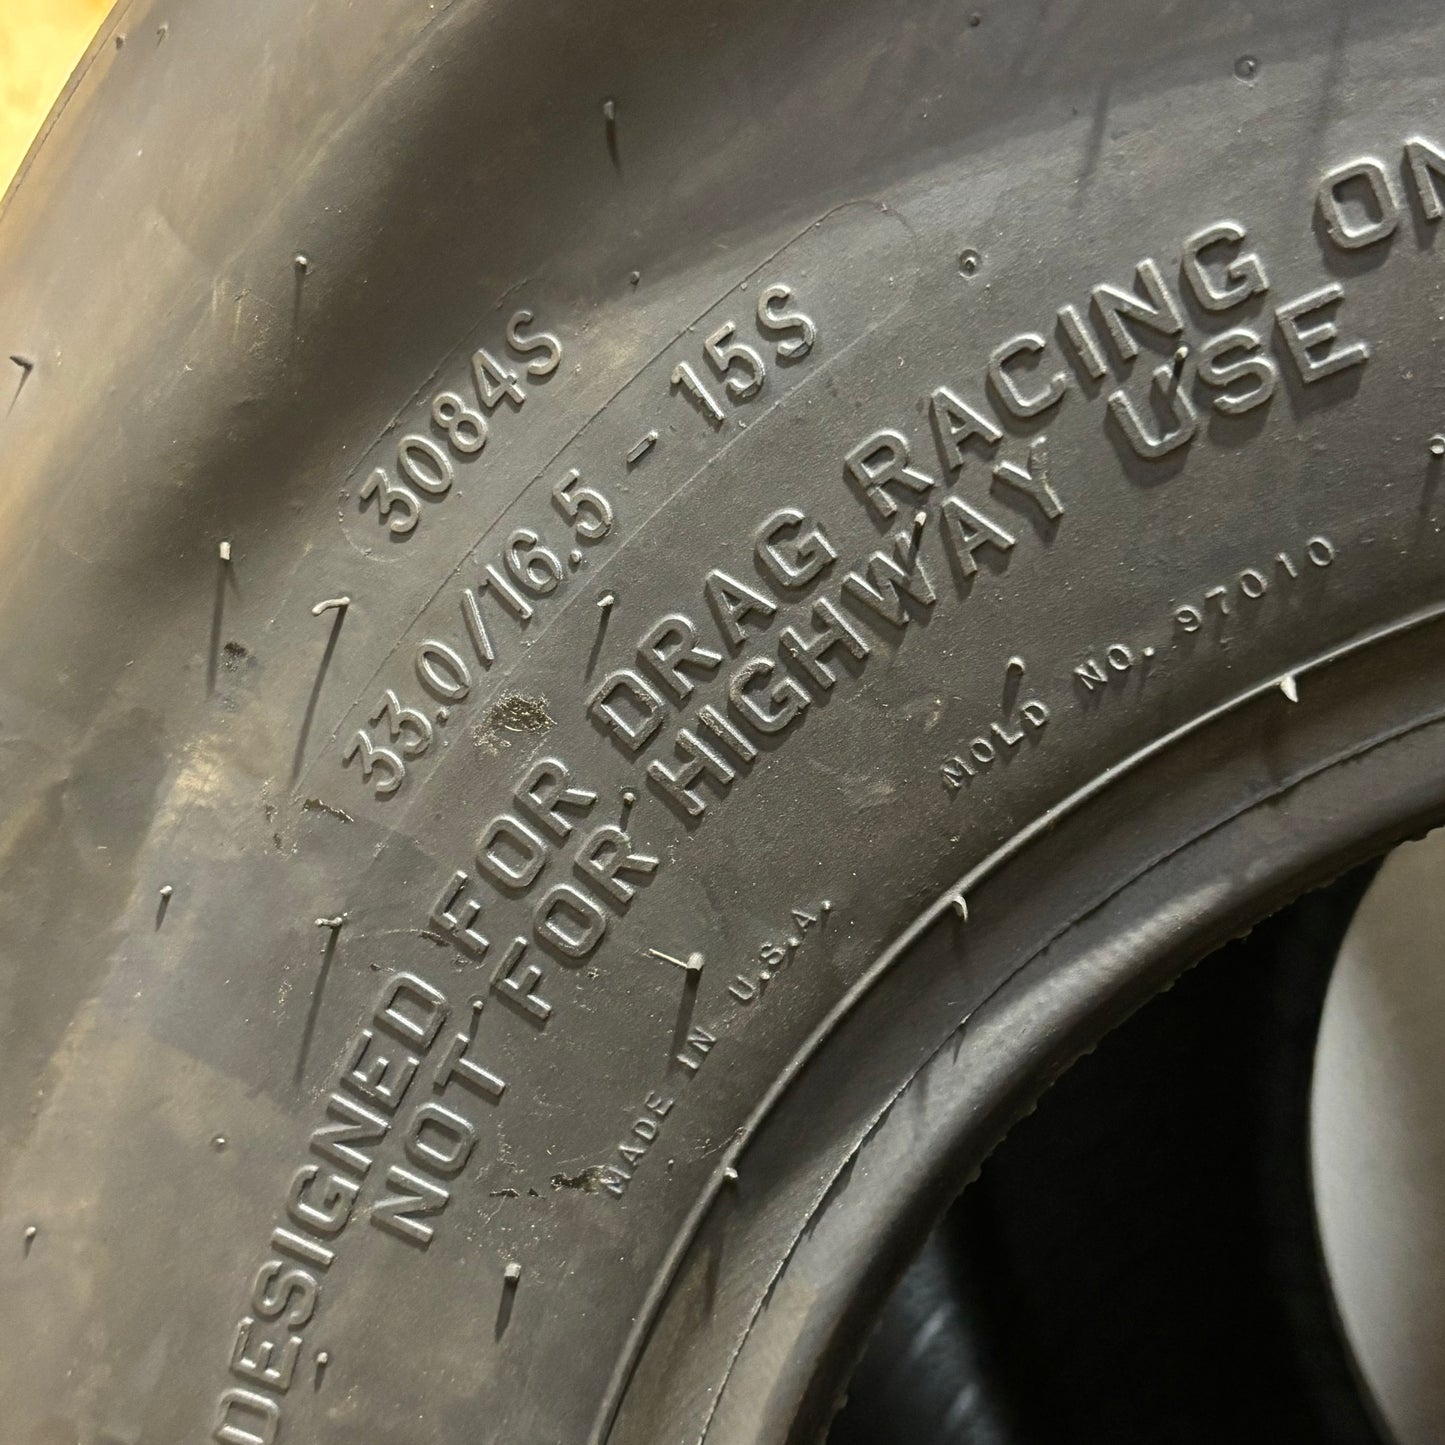 3084S
33.0/16.5 - 15S
DESIGNED FOR DRAG RACING ON
NOT FOR HIGHWAY USE
MOLD NO. 97010
MADE IN U.S.A.